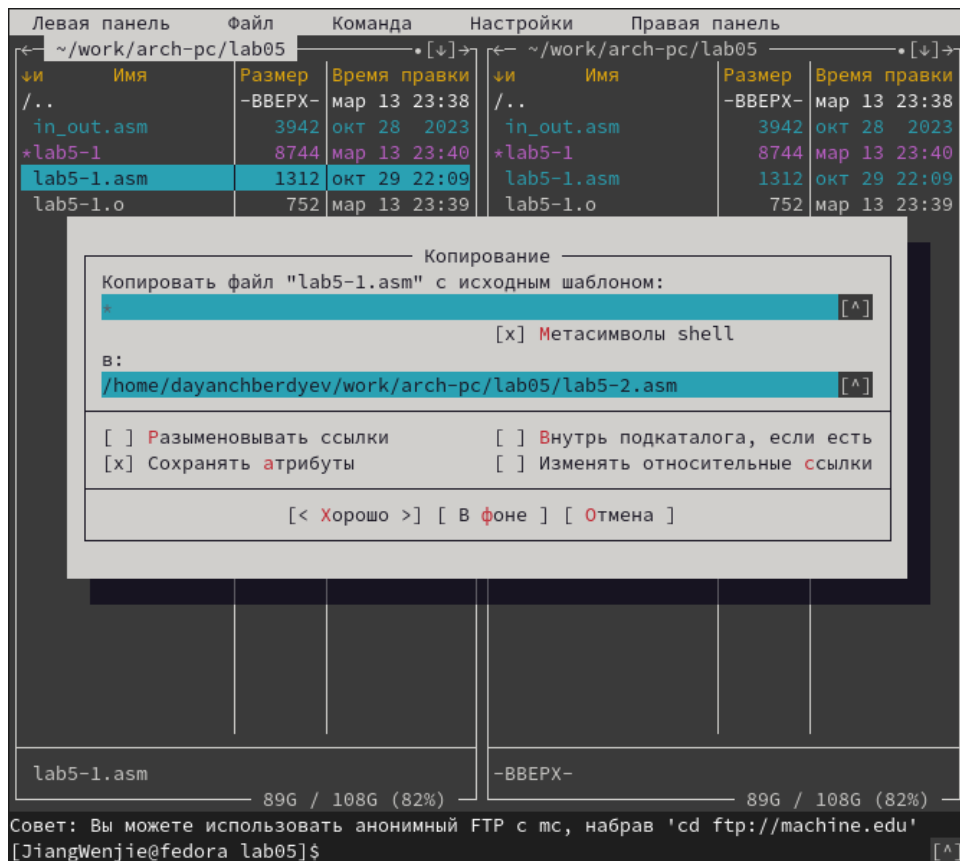 Левая панель Файл Команда Настройки Правая панель
┌←─ ~/work/arch-pc/lab05 ──────•[↓]→┐┌←─ ~/work/arch-pc/lab05 ──────•[↓]→┐
↓и Имя │Размер │Время правки ↓и Имя │Размер │Время правки
/.. │-ВВЕРХ-│мар 13 23:38 /.. │-ВВЕРХ-│мар 13 23:38
in_out.asm │ 3942│окт 28 2023 in_out.asm │ 3942│окт 28 2023
*lab5-1 │ 8744│мар 13 23:40 *lab5-1 │ 8744│мар 13 23:40
lab5-1.asm │ 1312│окт 29 22:09 lab5-1.asm │ 1312│окт 29 22:09
lab5-1.o │ 752│мар 13 23:39 lab5-1.o │ 752│мар 13 23:39
Копирование
Копировать файл "lab5-1.asm" с исходным шаблоном:
* [^]
[x] Метасимволы shell
в:
/home/dayanchberdyev/work/arch-pc/lab05/lab5-2.asm [^]
[ ] Разыменовывать ссылки [ ] Внутрь подкаталога, если есть
[x] Сохранять атрибуты [ ] Изменять относительные ссылки
[< Хорошо >] [ В фоне ] [ Отмена ]
lab5-1.asm -ВВЕРХ-
89G / 108G (82%) 89G / 108G (82%)
Совет: Вы можете использовать анонимный FTP с mc, набрав 'cd ftp://machine.edu'
[JiangWenjie@fedora lab05]$ [^]